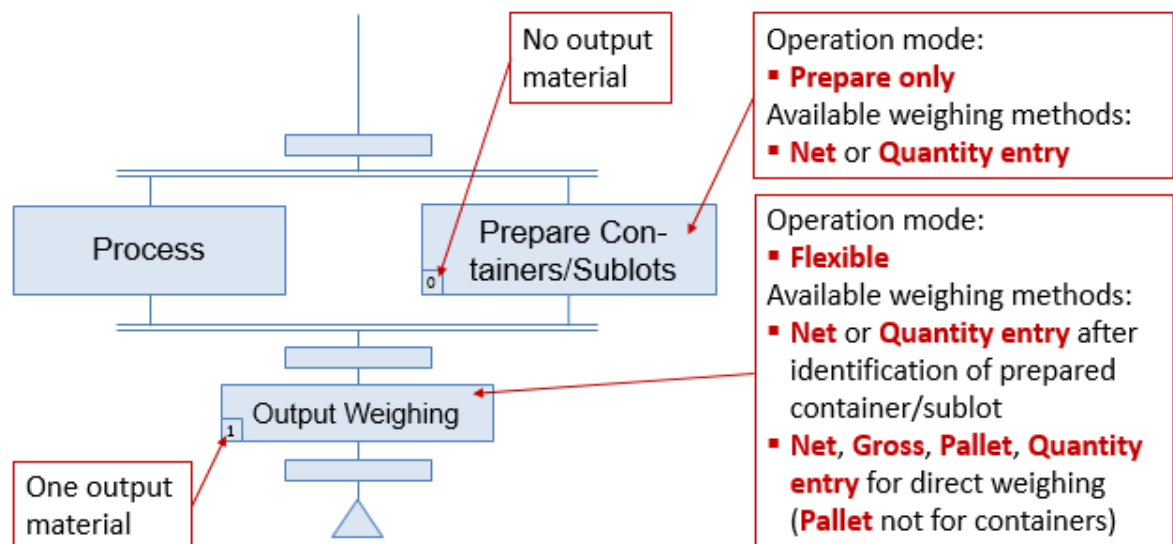 No output
material
Operation mode:
▪ Prepare only
Available weighing methods:
▪ Net or Quantity entry
Process
Prepare Con-
tainers/Sublots
0
Operation mode:
▪ Flexible
Available weighing methods:
▪ Net or Quantity entry after
identification of prepared
container/sublot
▪ Net, Gross, Pallet, Quantity
entry for direct weighing
(Pallet not for containers)
Output Weighing
1
One output
material